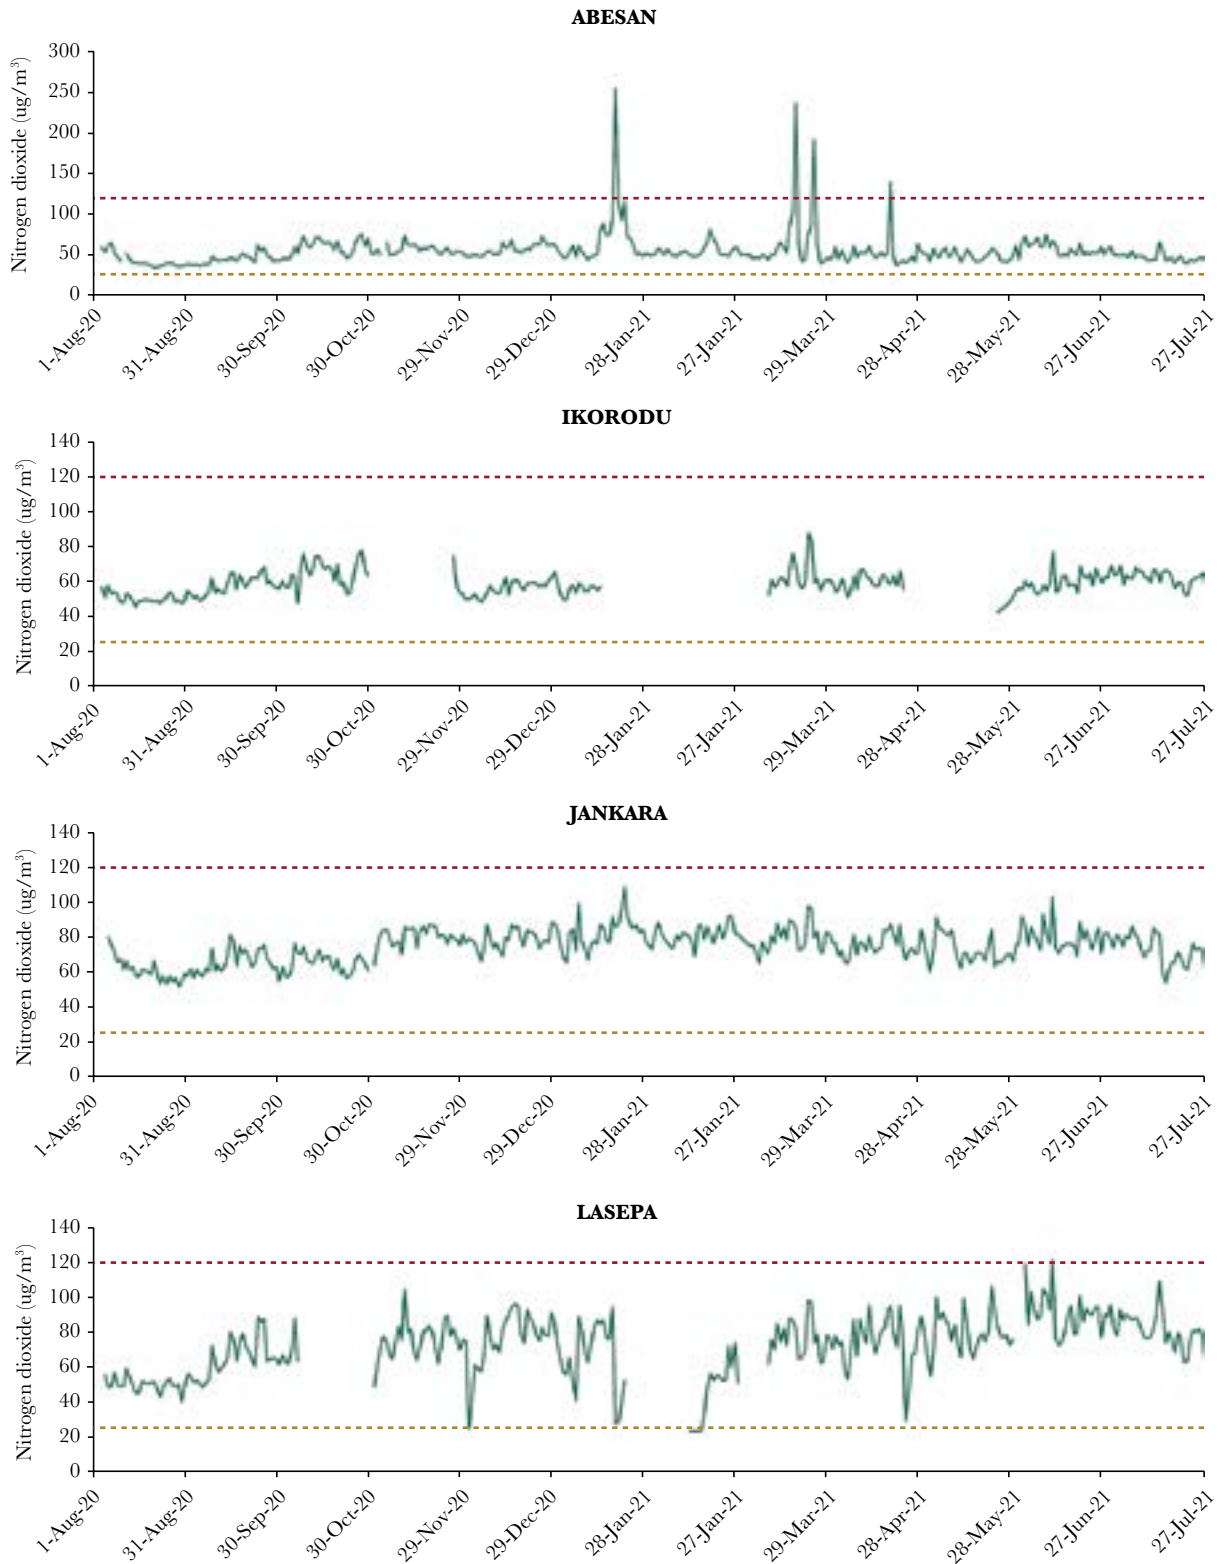 ABESAN
Nitrogen dioxide (ug/m³)
300
250
200
150
100
50
0
1-Aug-20 31-Aug-20 30-Sep-20 30-Oct-20 29-Nov-20 29-Dec-20 28-Jan-21 27-Jan-21 29-Mar-21 28-Apr-21 28-May-21 27-Jun-21 27-Jul-21
IKORODU
Nitrogen dioxide (ug/m³)
140
120
100
80
60
40
20
0
1-Aug-20 31-Aug-20 30-Sep-20 30-Oct-20 29-Nov-20 29-Dec-20 28-Jan-21 27-Jan-21 29-Mar-21 28-Apr-21 28-May-21 27-Jun-21 27-Jul-21
JANKARA
Nitrogen dioxide (ug/m³)
140
120
100
80
60
40
20
0
1-Aug-20 31-Aug-20 30-Sep-20 30-Oct-20 29-Nov-20 29-Dec-20 28-Jan-21 27-Jan-21 29-Mar-21 28-Apr-21 28-May-21 27-Jun-21 27-Jul-21
LASEPA
Nitrogen dioxide (ug/m³)
140
120
100
80
60
40
20
0
1-Aug-20 31-Aug-20 30-Sep-20 30-Oct-20 29-Nov-20 29-Dec-20 28-Jan-21 27-Jan-21 29-Mar-21 28-Apr-21 28-May-21 27-Jun-21 27-Jul-21